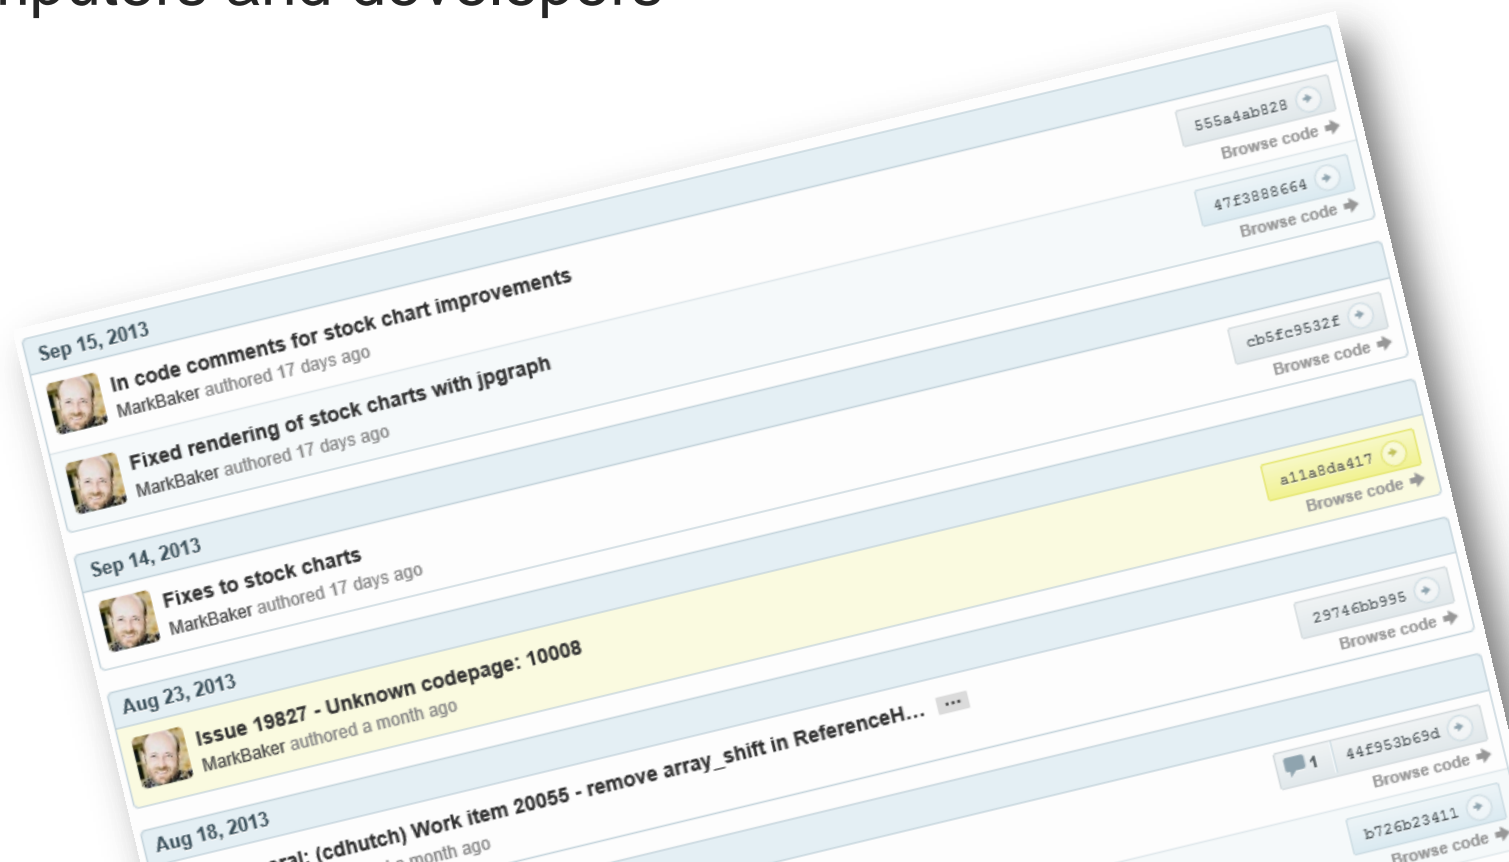 developers
Sep 15, 2013
In code comments for stock chart improvements
MarkBaker authored 17 days ago
555a4ab828
Browse code
Fixed rendering of stock charts with jpgraph
MarkBaker authored 17 days ago
47f3888664
Browse code
Sep 14, 2013
Fixes to stock charts
MarkBaker authored 17 days ago
cb5fc9532f
Browse code
Aug 23, 2013
Issue 19827 - Unknown codepage: 10008
MarkBaker authored a month ago
a11a8da417
Browse code
Aug 18, 2013
(cdhutch) Work item 20055 - remove array_shift in ReferenceH... ...
a month ago
29746bb995
Browse code
1 44f953b69d
Browse code
b726b23411
Browse code